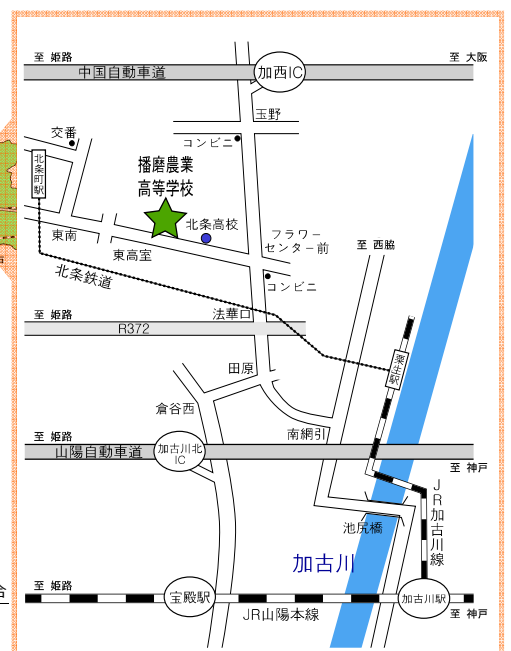 至 姫路
至 大阪
中国自動車道
加西IC
玉野
交番
コンビニ
北条町駅
播磨農業
高等学校
北条高校
東南
フラワー
センター前
至 西脇
東高室
北条鉄道
コンビニ
至 姫路
法華口
R372
田原
粟生駅
倉谷西
南網引
至 姫路
山陽自動車道
加古川北
IC
至 神戸
JR加古川線
池尻橋
加古川
至 姫路
宝殿駅
加古川駅
JR山陽本線
至 神戸